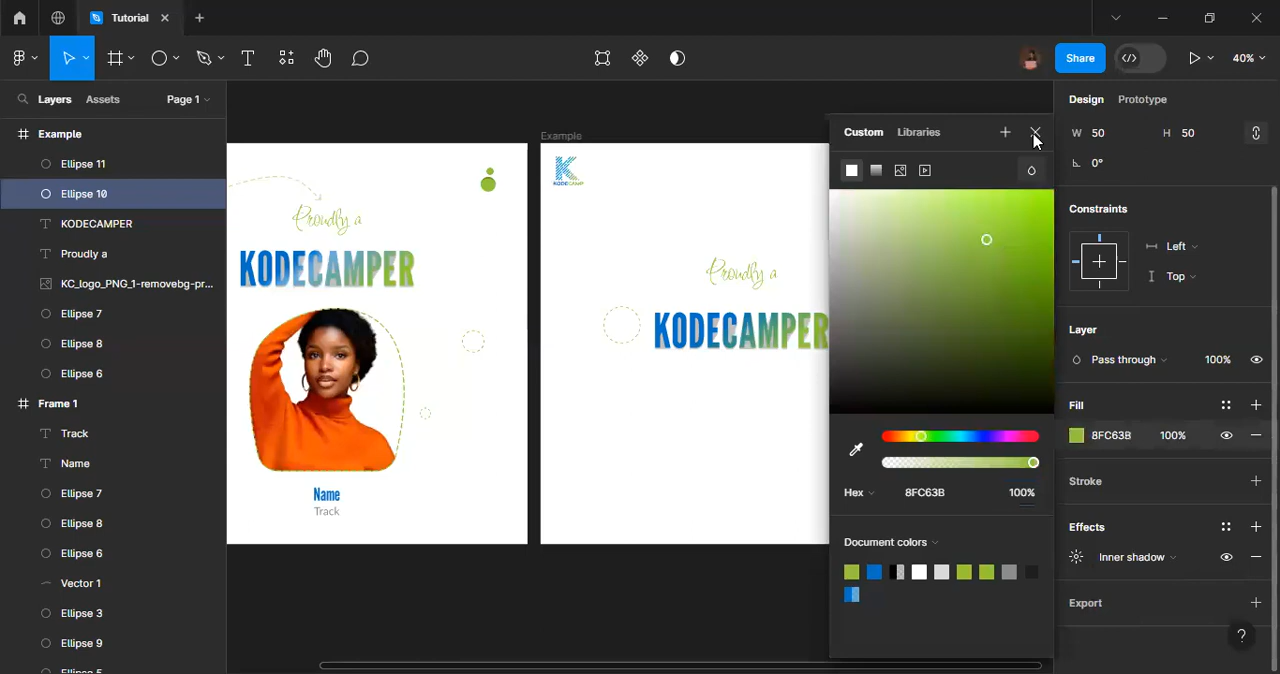 Tutorial
Share
40%
Layers
Assets
Page 1
Example
Ellipse 11
Ellipse 10
KODECAMPER
Proudly a
KC_logo_PNG_1-removebg-pr...
Ellipse 7
Ellipse 8
Ellipse 6
Frame 1
Track
Name
Ellipse 7
Ellipse 8
Ellipse 6
Vector 1
Ellipse 3
Ellipse 9
Ellipse 5
Proudly a
KODECAMPER
Name
Track
Example
K
KODECAMP
Proudly a
KODECAMPER
Custom
Libraries
Hex
8FC63B
100%
Document colors
Design
Prototype
W 50
H 50
0°
Constraints
Left
Top
Layer
Pass through
100%
Fill
8FC63B
100%
Stroke
Effects
Inner shadow
Export
?